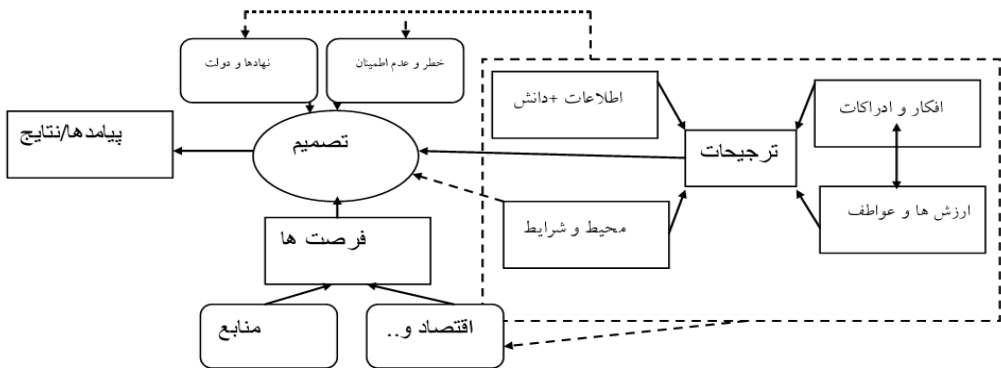 خطر و عدم اطمینان
نهادها و دولت
اطلاعات +دانش
افکار و ادراکات
پیامدها/نتایج
تصمیم
ترجیحات
ارزش ها و عواطف
محیط و شرایط
فرصت ها
اقتصاد و..
منابع